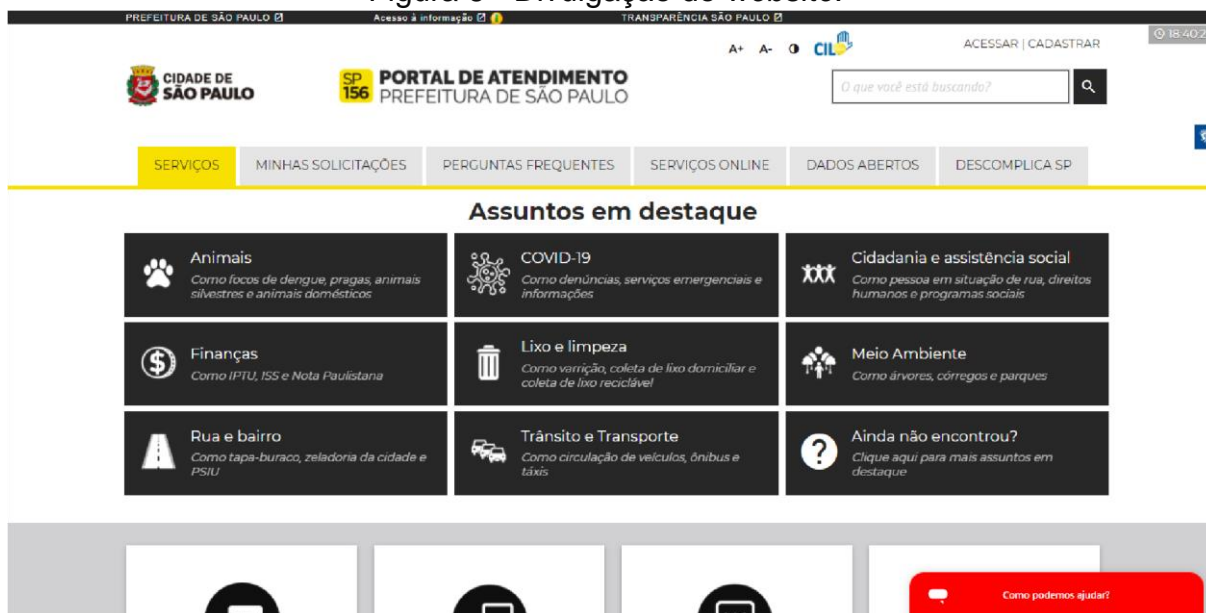 PREFEITURA DE SÃO PAULO
Acesso à informação
TRANSPARÊNCIA SÃO PAULO
18:40:2
A+ A- CIL
ACESSAR | CADASTRAR
CIDADE DE
SÃO PAULO
SP
156
PORTAL DE ATENDIMENTO
PREFEITURA DE SÃO PAULO
O que você está buscando?
SERVIÇOS
MINHAS SOLICITAÇÕES
PERGUNTAS FREQUENTES
SERVIÇOS ONLINE
DADOS ABERTOS
DESCOMPLICA SP
Assuntos em destaque
Animais
Como focos de dengue, pragas, animais
silvestres e animais domésticos
COVID-19
Como denúncias, serviços emergenciais e
informações
Cidadania e assistência social
Como pessoa em situação de rua, direitos
humanos e programas sociais
Finanças
Como IPTU, ISS e Nota Paulistana
Lixo e limpeza
Como varrição, coleta de lixo domiciliar e
coleta de lixo reciclável
Meio Ambiente
Como árvores, córregos e parques
Rua e bairro
Como tapa-buraco, zeladoria da cidade e
PSIU
Trânsito e Transporte
Como circulação de veículos, ônibus e
táxis
Ainda não encontrou?
Clique aqui para mais assuntos em
destaque
Como podemos ajudar?